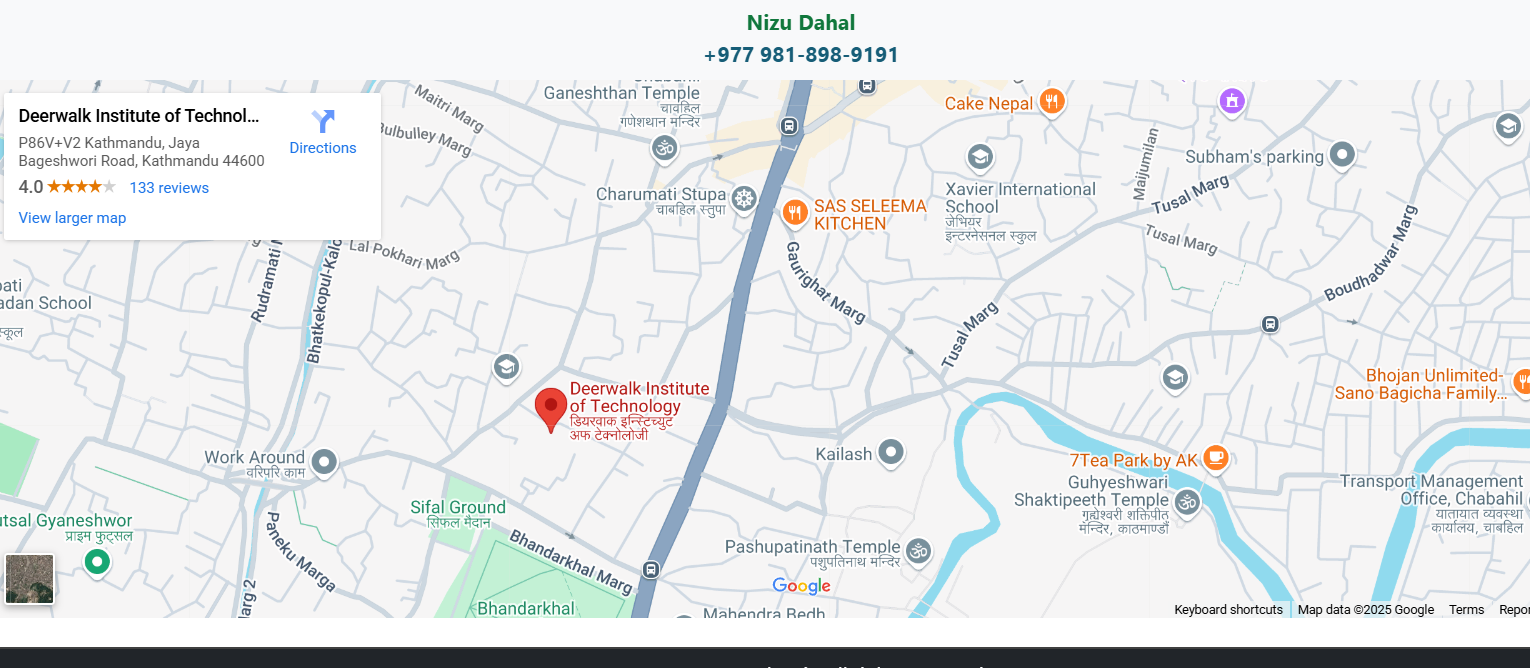 Nizu Dahal
+977 981-898-9191
Deerwalk Institute of Technol...
P86V+V2 Kathmandu, Jaya
Bageshwori Road, Kathmandu 44600
Directions
4.0
133 reviews
View larger map
Maitri Marg
Bulbulley Marg
Ganeshthan Temple
चावहिल
गणेशथान मन्दिर
Cake Nepal
Subham's parking
Charumati Stupa
चाबहिल स्तुपा
SAS SELEEMA
KITCHEN
Xavier International
School
जेभियर
इन्टरनेसनल स्कुल
Maijumilan
Tusal Marg
Tusal Marg
Boudhadwar Marg
Lal Pokhari Marg
Rudramati
Bhatkekopul-Kalo
Gaurighat Marg
Tusal Marg
adan School
Deerwalk Institute
of Technology
डियरवाक इन्स्टिच्युट
अफ टेक्नोलोजी
Bhojan Unlimited-
Sano Bagicha Family...
Work Around
वरिपरि काम
Kailash
7Tea Park by AK
Guhyeshwari
Shaktipeeth Temple
गुह्येश्वरी शक्तिपीठ
मन्दिर, काठमाण्डौं
Transport Management
Office, Chabahil
यातायात व्यवस्था
कार्यालय, चाबहिल
Sifal Ground
सिफल मैदान
utsal Gyaneshwor
प्राइम फुट्सल
Paneku Marga
Bhandarkhal Marg
Pashupatinath Temple
पशुपतिनाथ मन्दिर
Google
Marg 2
Bhandarkhal
Mahendra Bedh
Keyboard shortcuts
Map data ©2025 Google
Terms
Repor